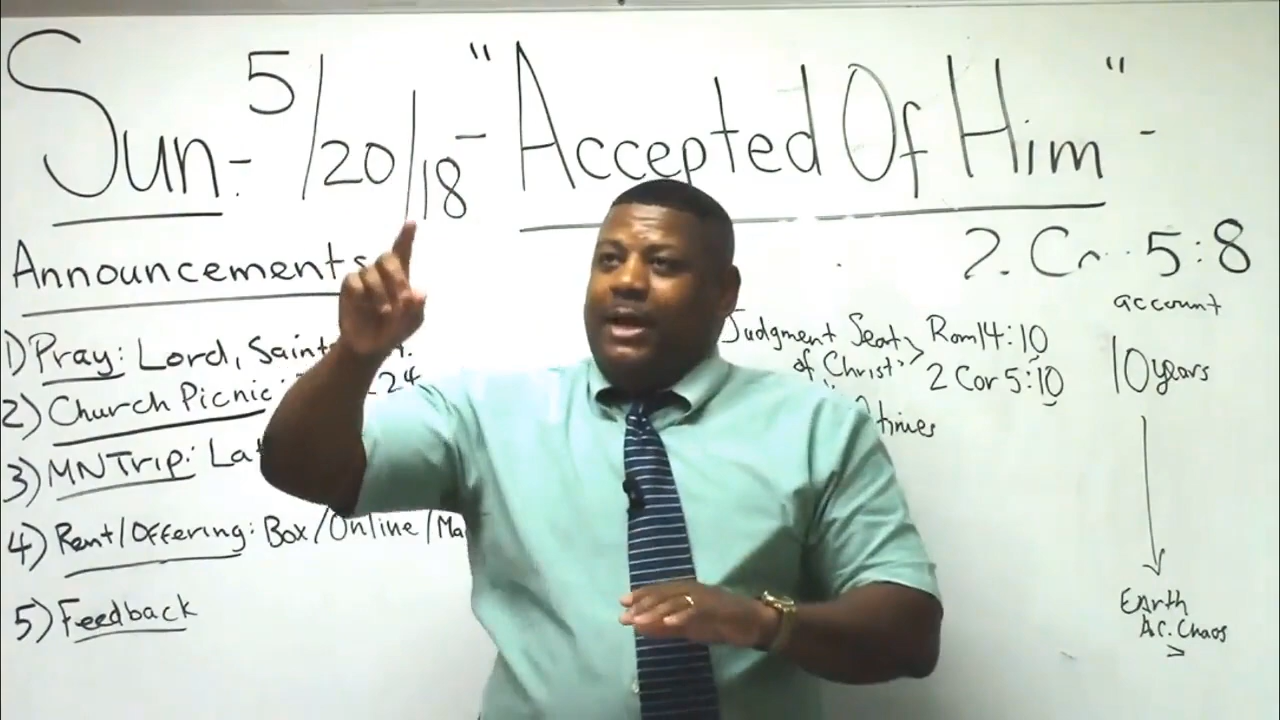 Sun:- 5/20/18 - "Accepted Of Him" -
2. Cor 5:8
Announcements
1) Pray: Lord, Saints
2) Church Picnic: 24
3) MN Trip:
4) Rent/Offering: Box/Online/
5) Feedback
Judgment Seat > Rom 14:10
of Christ: 2 Cor 5:10
times
account
10 years
Earth
A.C. Chaos
>